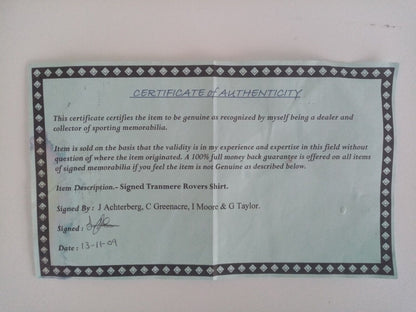 CERTIFICATE of AUTHENTICITY
This certificate certifies the item to be genuine as recognized by myself being a dealer and
collector of sporting memorabilia.
Item is sold on the basis that the validity is in my experience and expertise in this field without
question of where the item originated. A 100% full money back guarantee is offered on all items
of signed memorabilia if you feel the item is not Genuine as described below.
Item Description.- Signed Tranmere Rovers Shirt.
Signed By : J Achterberg, C Greenacre, I Moore & G Taylor.
Signed :
Date : 13-11-09